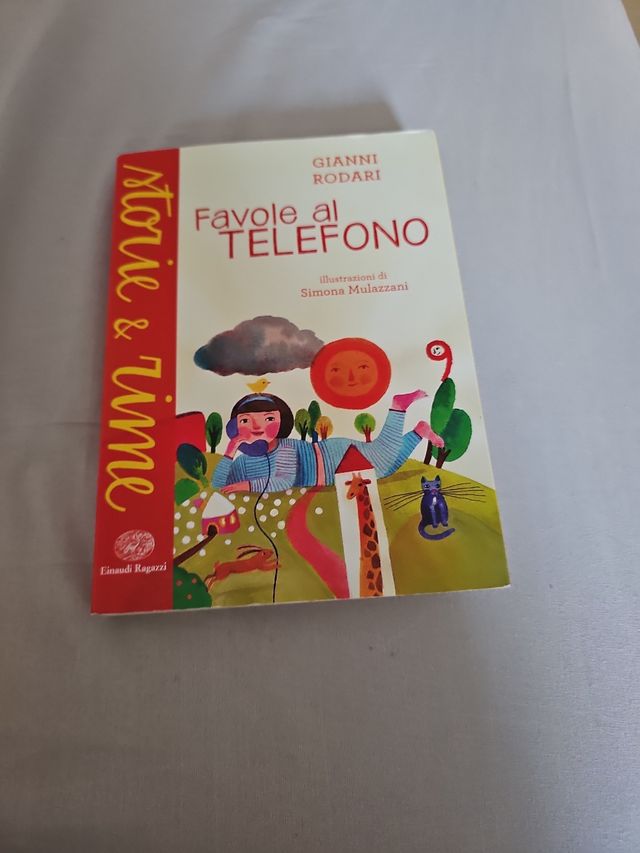 GIANNI
RODARI
Favole al
TELEFONO
illustrazioni di
Simona Mulazzani
storie & rime
Einaudi Ragazzi